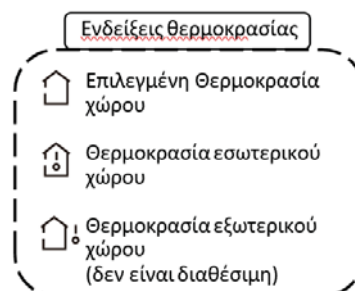 Ενδείξεις θερμοκρασίας
Επιλεγμένη Θερμοκρασία
χώρου
Θερμοκρασία εσωτερικού
χώρου
Θερμοκρασία εξωτερικού
χώρου
(δεν είναι διαθέσιμη)